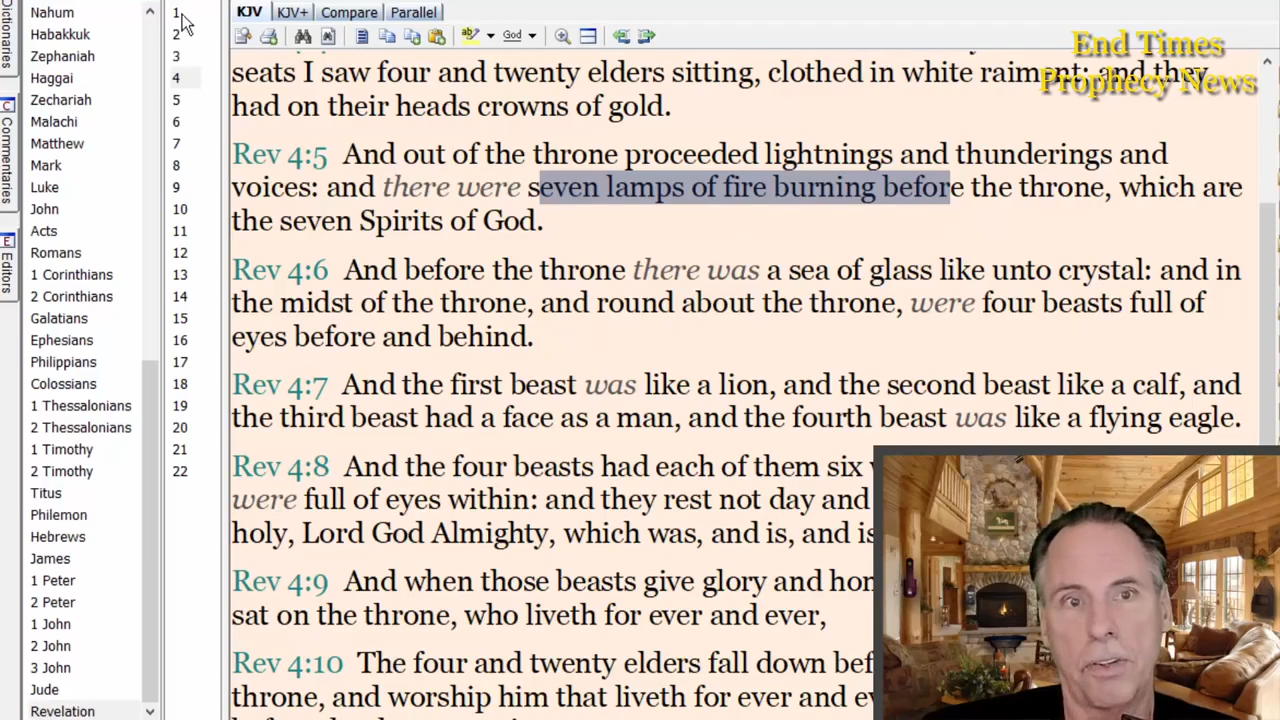 Dictionaries
Commentaries
Editors
Nahum
Habakkuk
Zephaniah
Haggai
Zechariah
Malachi
Matthew
Mark
Luke
John
Acts
Romans
1 Corinthians
2 Corinthians
Galatians
Ephesians
Philippians
Colossians
1 Thessalonians
2 Thessalonians
1 Timothy
2 Timothy
Titus
Philemon
Hebrews
James
1 Peter
2 Peter
1 John
2 John
3 John
Jude
Revelation
1
2
3
4
5
6
7
8
9
10
11
12
13
14
15
16
17
18
19
20
21
22
KJV KJV+ Compare Parallel
God
End Times
Prophecy News
seats I saw four and twenty elders sitting, clothed in white raiment; and they
had on their heads crowns of gold.
Rev 4:5 And out of the throne proceeded lightnings and thunderings and
voices: and there were seven lamps of fire burning before the throne, which are
the seven Spirits of God.
Rev 4:6 And before the throne there was a sea of glass like unto crystal: and in
the midst of the throne, and round about the throne, were four beasts full of
eyes before and behind.
Rev 4:7 And the first beast was like a lion, and the second beast like a calf, and
the third beast had a face as a man, and the fourth beast was like a flying eagle.
Rev 4:8 And the four beasts had each of them six
were full of eyes within: and they rest not day and
holy, Lord God Almighty, which was, and is, and is
Rev 4:9 And when those beasts give glory and hon
sat on the throne, who liveth for ever and ever,
Rev 4:10 The four and twenty elders fall down bef
throne, and worship him that liveth for ever and ev